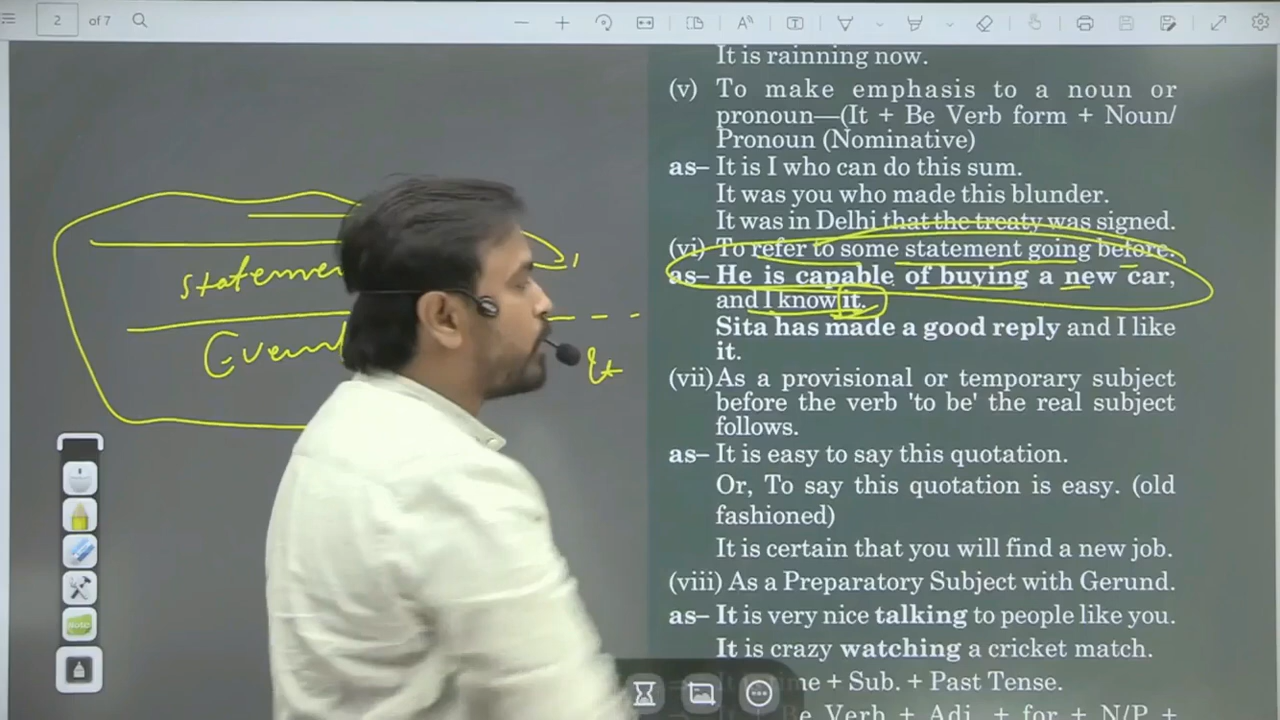 2 of 7
It is rainning now.
(v) To make emphasis to a noun or
pronoun—(It + Be Verb form + Noun/
Pronoun (Nominative)
as– It is I who can do this sum.
It was you who made this blunder.
It was in Delhi that the treaty was signed.
(vi) To refer to some statement going before.
as– He is capable of buying a new car,
and I know it.
Sita has made a good reply and I like
it.
(vii) As a provisional or temporary subject
before the verb 'to be' the real subject
follows.
as– It is easy to say this quotation.
Or, To say this quotation is easy. (old
fashioned)
It is certain that you will find a new job.
(viii) As a Preparatory Subject with Gerund.
as– It is very nice talking to people like you.
It is crazy watching a cricket match.
+ Sub. + Past Tense.
Be Verb + Adj. + for + N/P +